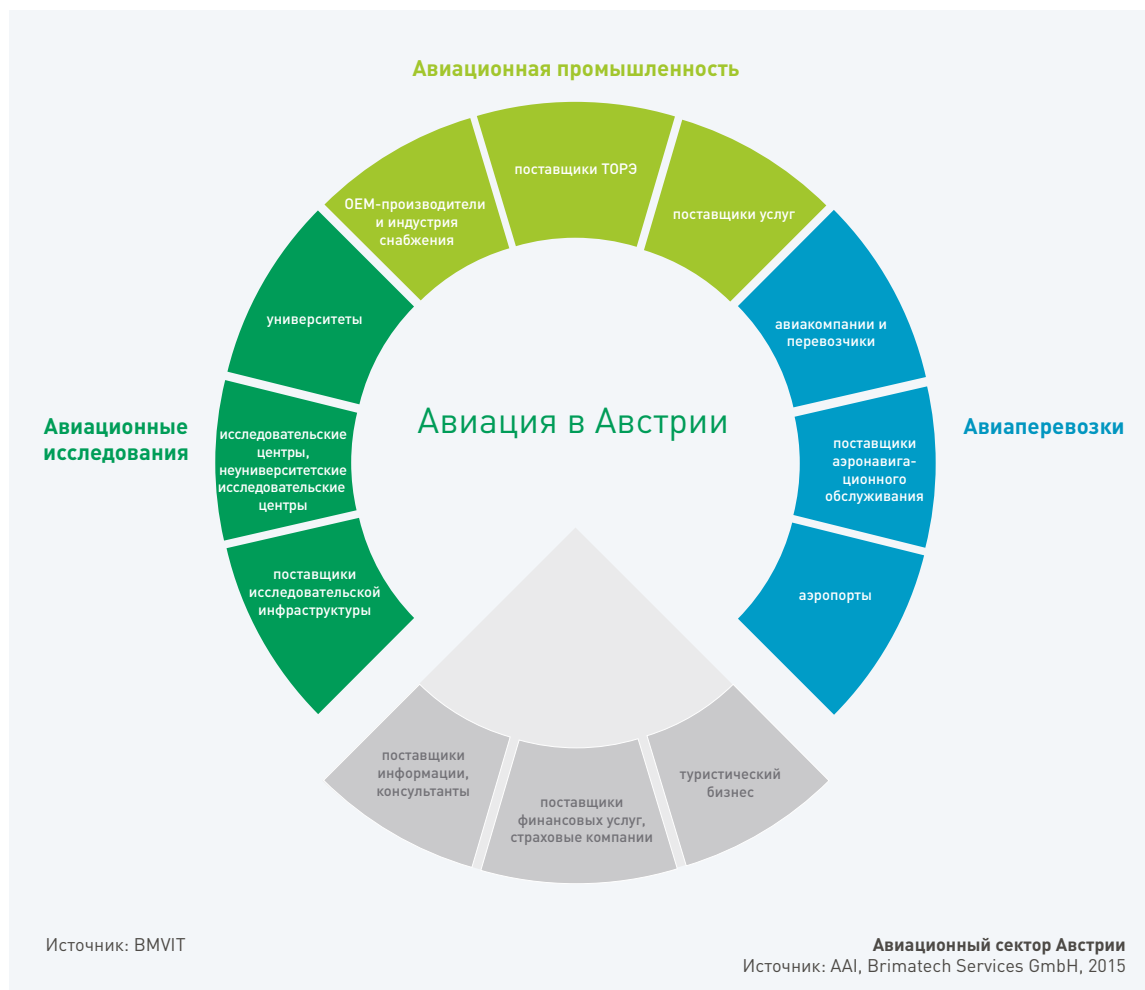 Авиационная промышленность
поставщики ТОРЭ
ОЕМ-производители
и индустрия
снабжения
поставщики услуг
университеты
авиакомпании и
перевозчики
Авиация в Австрии
Авиационные
исследования
Авиаперевозки
исследовательские
центры,
неуниверситетские
исследовательские
центры
поставщики
аэронавига-
ционного
обслуживания
поставщики
исследовательской
инфраструктуры
аэропорты
поставщики
информации,
консультанты
поставщики
финансовых услуг,
страховые компании
туристический
бизнес
Источник: BMVIT
Авиационный сектор Австрии
Источник: AAI, Brimatech Services GmbH, 2015